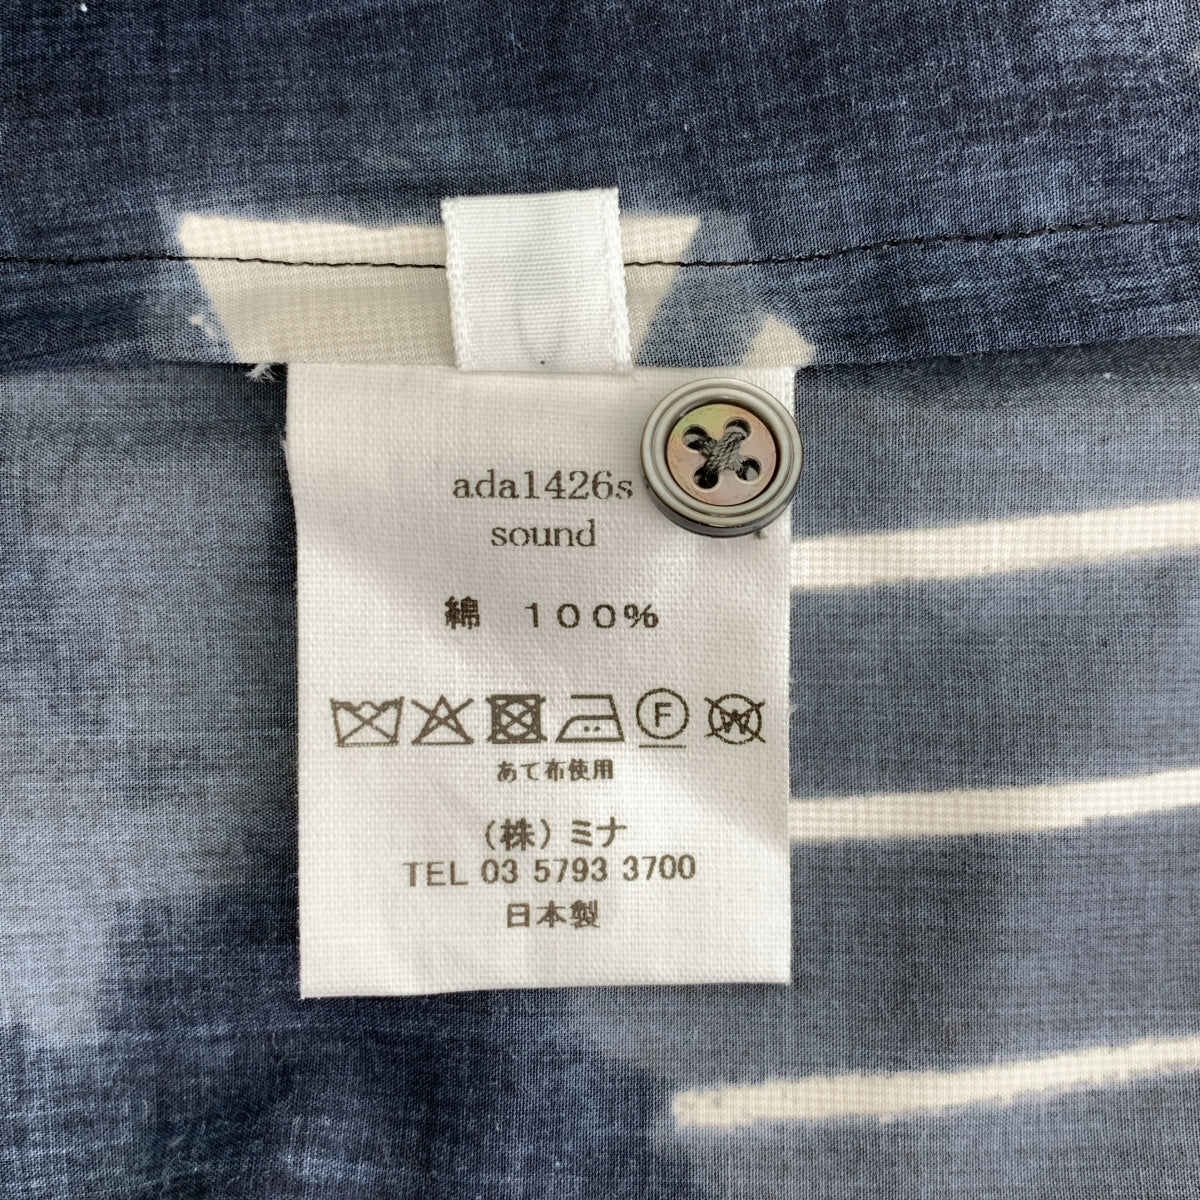 ada1426s
sound
綿 100%
F W
あて布使用
(株)ミナ
TEL 03 5793 3700
日本製